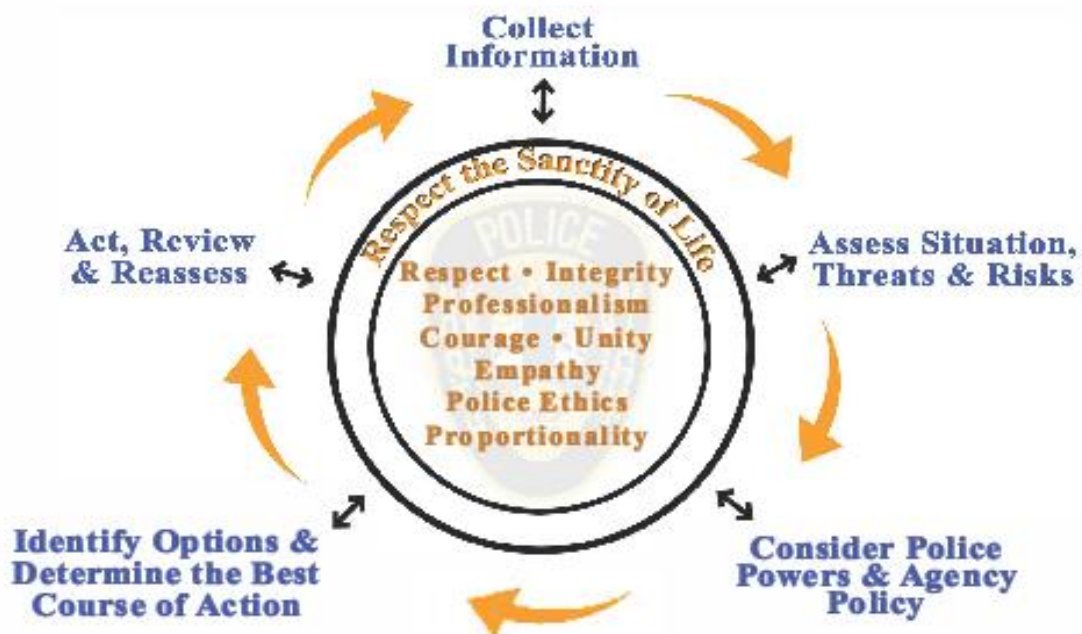 Collect
Information
Respect the Sanctity of Life
Act, Review
& Reassess
Assess Situation,
Threats & Risks
POLICE
Respect • Integrity
Professionalism
Courage • Unity
Empathy
Police Ethics
Proportionality
Identify Options &
Determine the Best
Course of Action
Consider Police
Powers & Agency
Policy